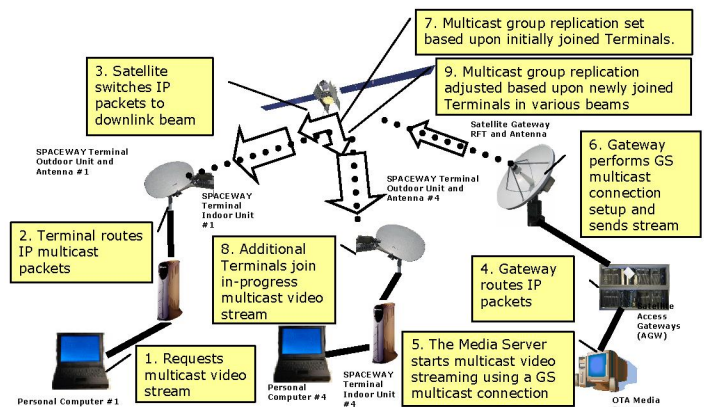 7. Multicast group replication set
based upon initially joined Terminals.
3. Satellite
switches IP
packets to
downlink beam
9. Multicast group replication
adjusted based upon newly joined
Terminals in various beams
Satellite Gateway
RFT and Antenna
6. Gateway
performs GS
multicast
connection
setup and
sends stream
SPACEWAY Terminal
Outdoor Unit and
Antenna #1
SPACEWAY Terminal
Outdoor Unit and
Antenna #4
SPACEWAY
Terminal
Indoor Unit
#1
2. Terminal routes
IP multicast
packets
8. Additional
Terminals join
in-progress
multicast video
stream
4. Gateway
routes IP
packets
Satellite
Access
Gateways
(AGW)
1. Requests
multicast video
stream
5. The Media Server
starts multicast video
streaming using a GS
multicast connection
Personal Computer #1
Personal
Computer #4
SPACEWAY
Terminal
Indoor Unit
#4
OTA Media